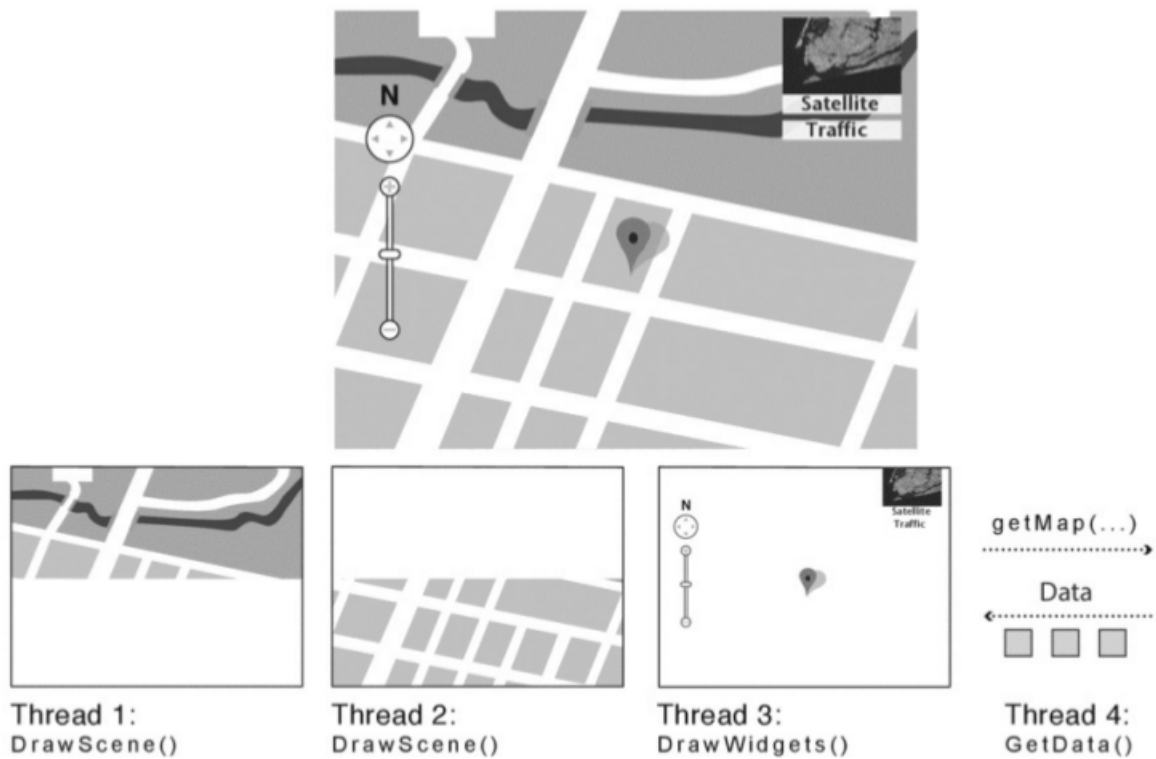 N
Satellite
Traffic
N
Satellite
Traffic
getMap(...)
Data
Thread 1:
DrawScene()
Thread 2:
DrawScene()
Thread 3:
DrawWidgets()
Thread 4:
GetData()